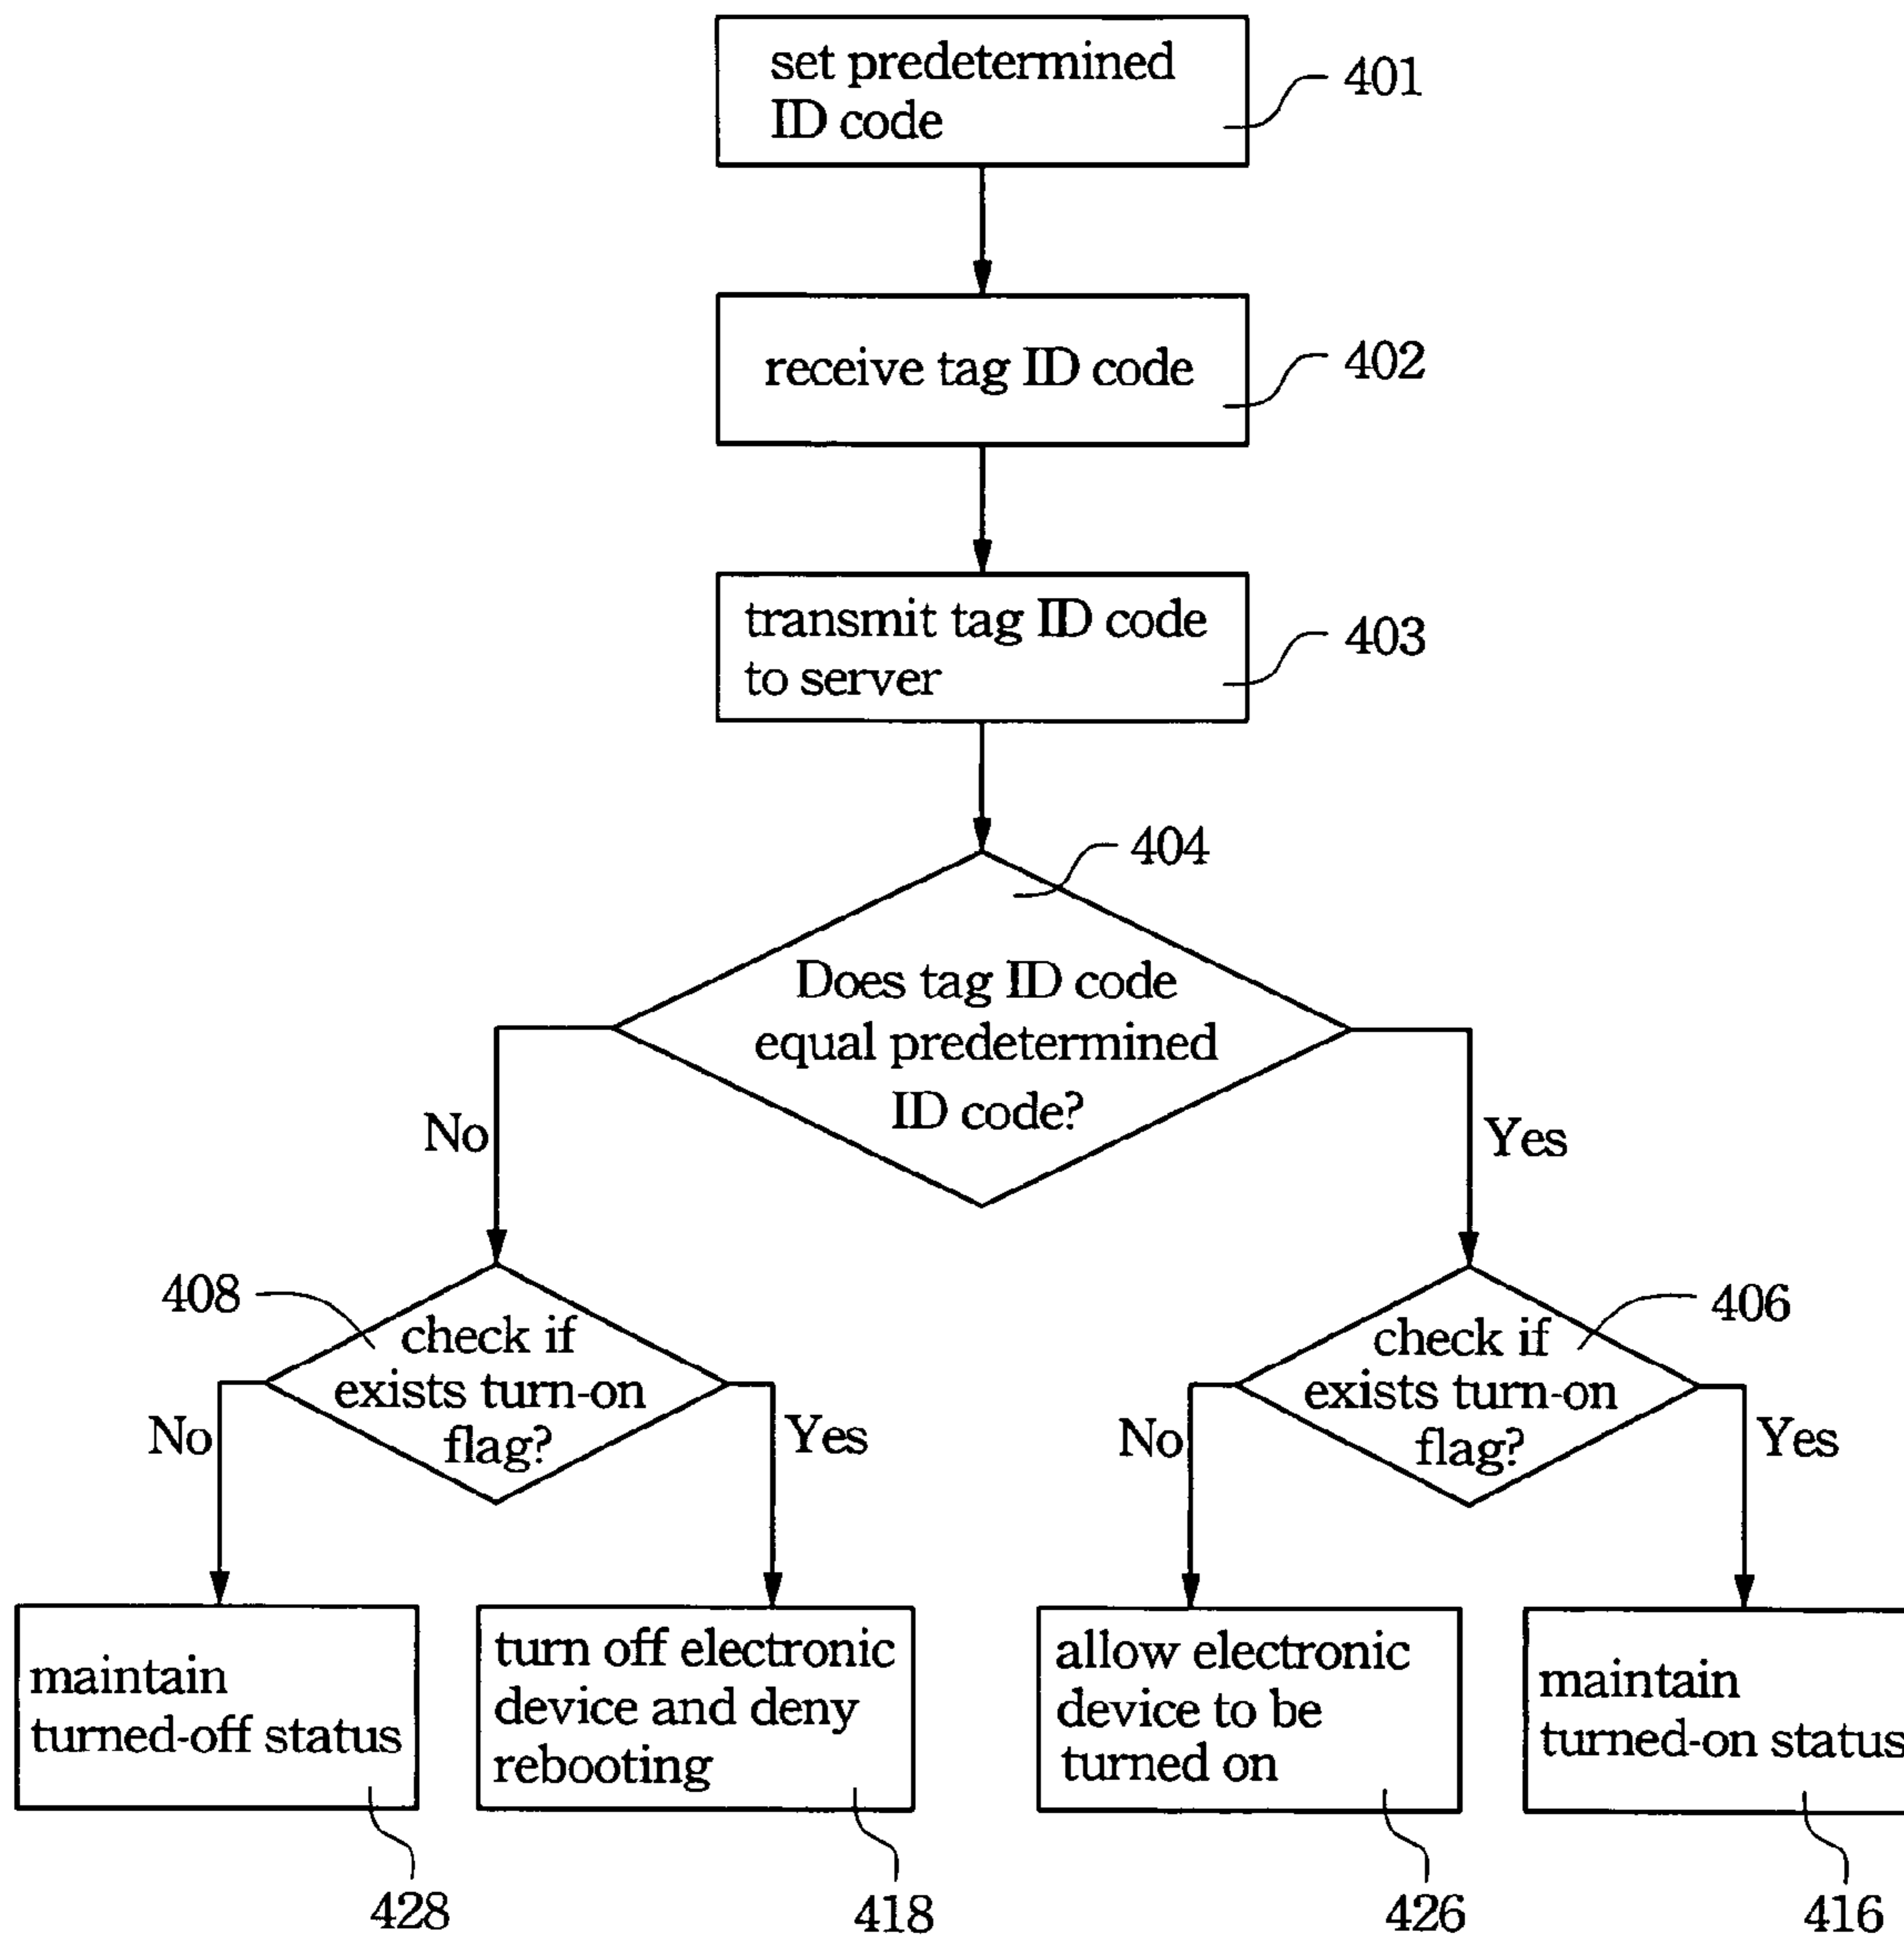 set predetermined
ID code
401
receive tag ID code
402
transmit tag ID code
to server
403
404
Does tag ID code
equal predetermined
ID code?
No
Yes
408
check if
exists turn-on
flag?
No
Yes
406
check if
exists turn-on
flag?
No
Yes
maintain
turned-off status
428
turn off electronic
device and deny
rebooting
418
allow electronic
device to be
turned on
426
maintain
turned-on status
416